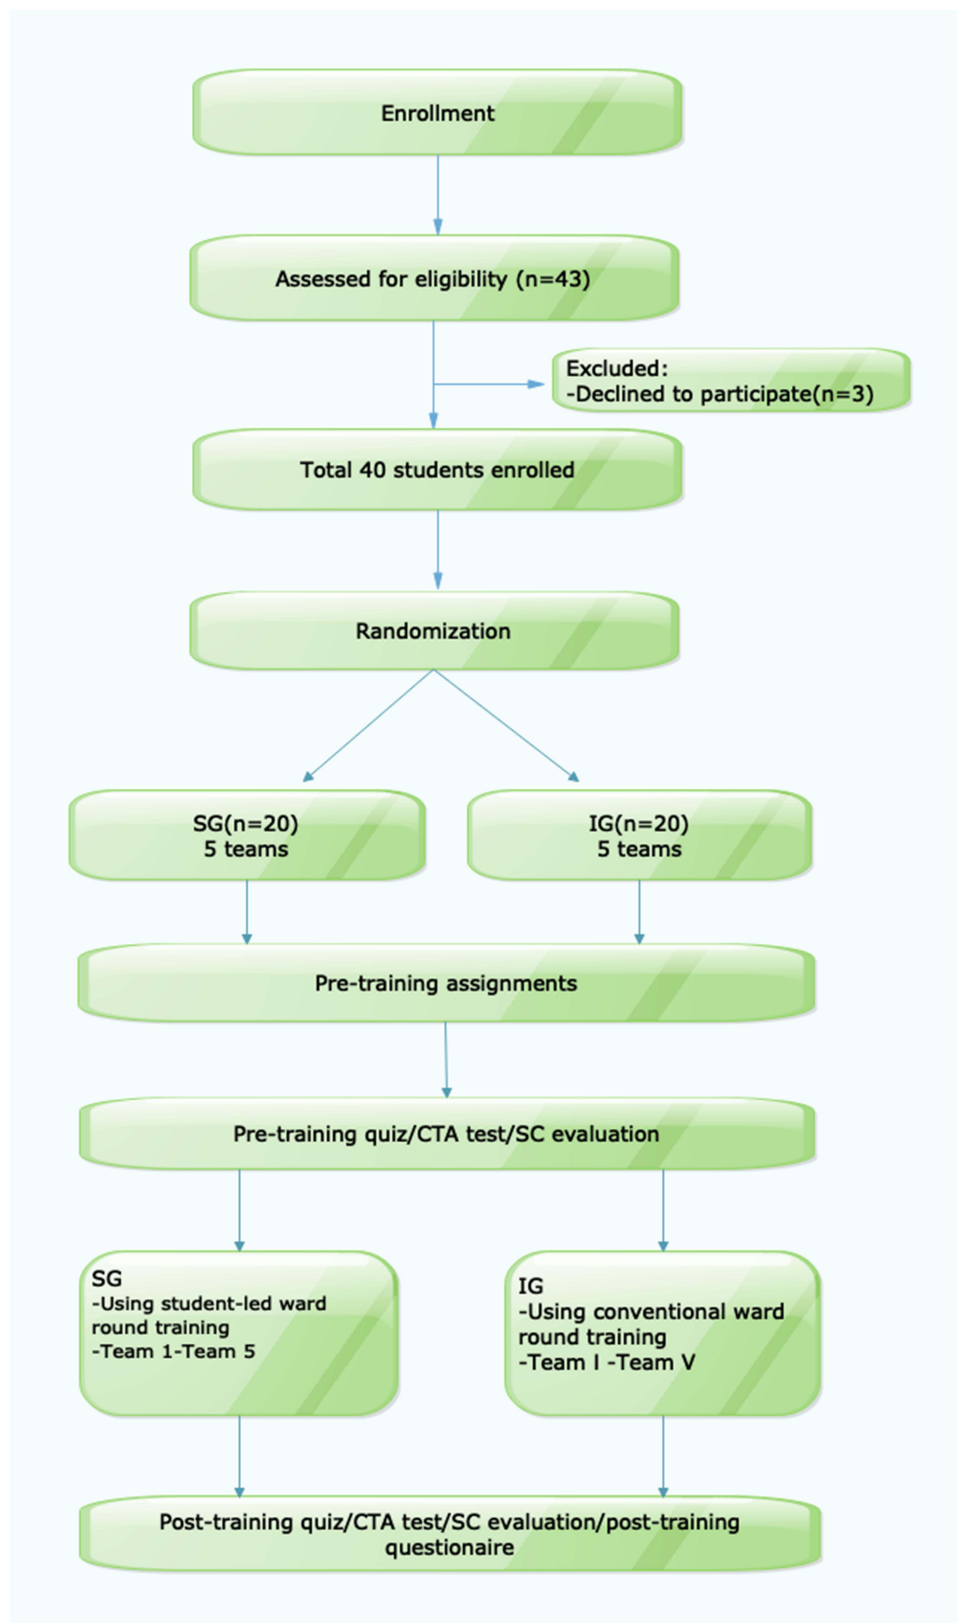 Enrollment
Assessed for eligibility (n=43)
Excluded:
-Declined to participate(n=3)
Total 40 students enrolled
Randomization
SG(n=20)
5 teams
IG(n=20)
5 teams
Pre-training assignments
Pre-training quiz/CTA test/SC evaluation
SG
-Using student-led ward
round training
-Team 1-Team 5
IG
-Using conventional ward
round training
-Team I -Team V
Post-training quiz/CTA test/SC evaluation/post-training
questionaire